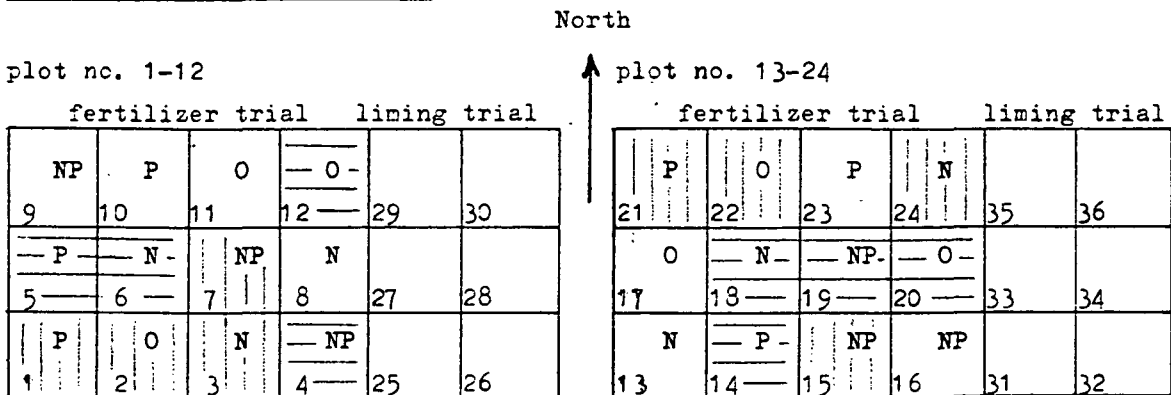 North
plot no. 1-12
plot no. 13-24
fertilizer trial liming trial
fertilizer trial liming trial
NP P O O
9 10 11 12 29 30
P N NP N
5 6 7 8 27 28
P O N NP
1 2 3 4 25 26
P O P N
21 22 23 24 35 36
O N NP O
17 18 19 20 33 34
N P NP NP
13 14 15 16 31 32